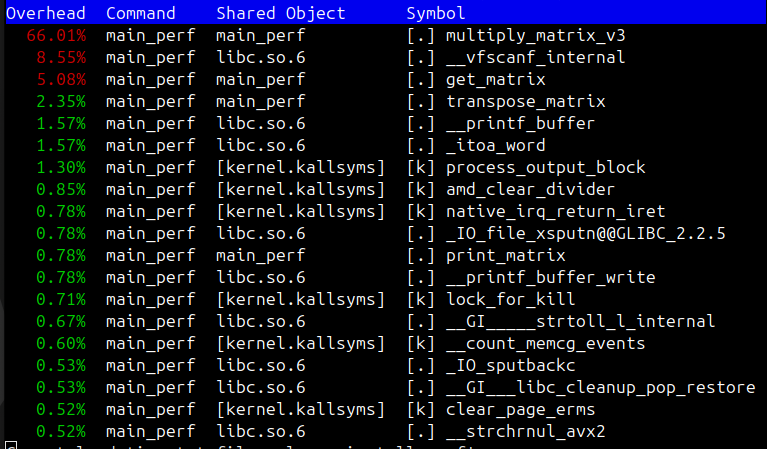 Overhead Command Shared Object Symbol
66.01% main_perf main_perf [.] multiply_matrix_v3
8.55% main_perf libc.so.6 [.] __vfscanf_internal
5.08% main_perf main_perf [.] get_matrix
2.35% main_perf main_perf [.] transpose_matrix
1.57% main_perf libc.so.6 [.] __printf_buffer
1.57% main_perf libc.so.6 [.] _itoa_word
1.30% main_perf [kernel.kallsyms] [k] process_output_block
0.85% main_perf [kernel.kallsyms] [k] amd_clear_divider
0.78% main_perf [kernel.kallsyms] [k] native_irq_return_iret
0.78% main_perf libc.so.6 [.] _IO_file_xsputn@@GLIBC_2.2.5
0.78% main_perf main_perf [.] print_matrix
0.78% main_perf libc.so.6 [.] __printf_buffer_write
0.71% main_perf [kernel.kallsyms] [k] lock_for_kill
0.67% main_perf libc.so.6 [.] __GI_____strtoll_l_internal
0.60% main_perf [kernel.kallsyms] [k] __count_memcg_events
0.53% main_perf libc.so.6 [.] _IO_sputbackc
0.53% main_perf libc.so.6 [.] __GI___libc_cleanup_pop_restore
0.52% main_perf [kernel.kallsyms] [k] clear_page_erms
0.52% main_perf libc.so.6 [.] __strchrnul_avx2